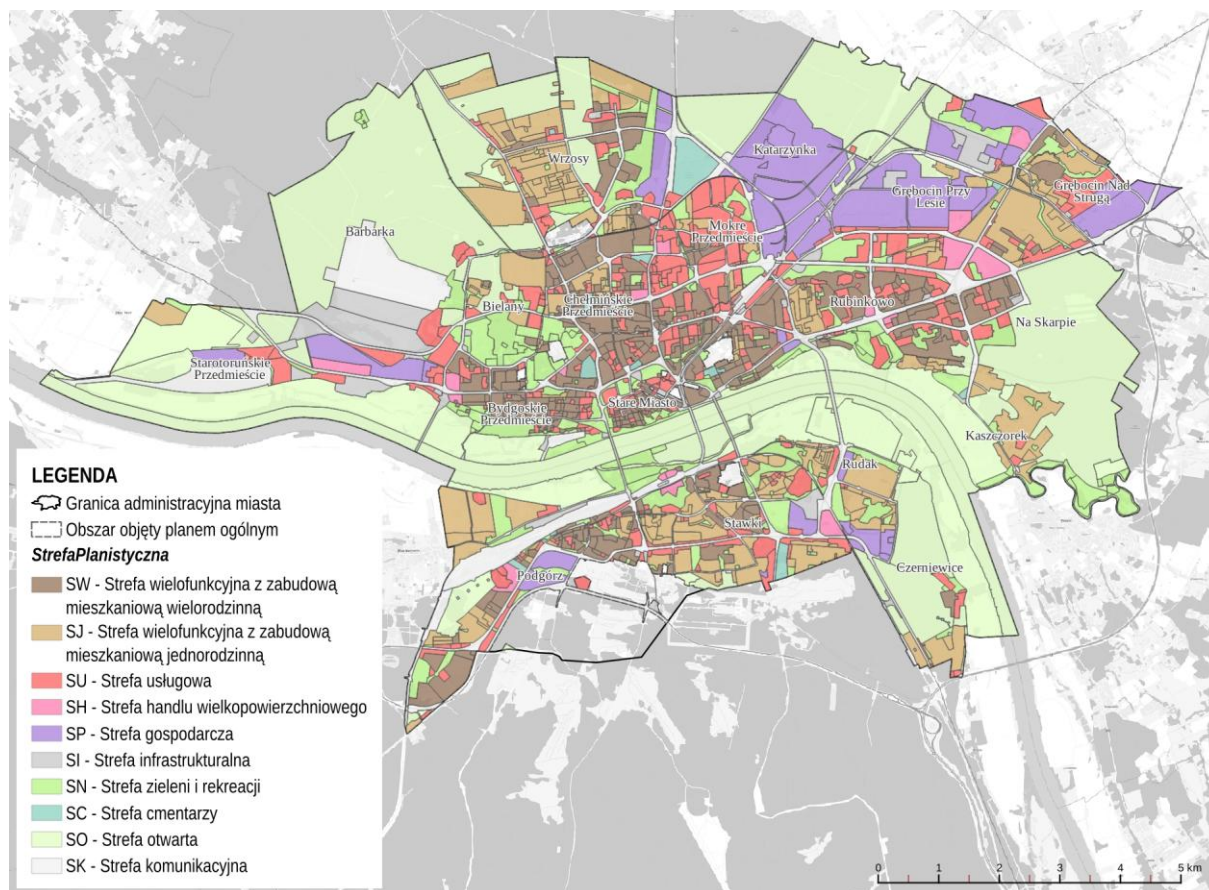 Wrzosy
Katarzynka
Grębocin Przy
Lesie
Grębocin Nad
Strugą
Barbarka
Mokre
Przedmieście
Bielany
Chełmińskie
Przedmieście
Rubinkowo
Na Skarpie
Starotoruńskie
Przedmieście
Bydgoskie
Przedmieście
Stare Miasto
Kaszczorek
Rudak
Stawki
Czerniewice
Podgórz
LEGENDA
Granica administracyjna miasta
Obszar objęty planem ogólnym
StrefaPlanistyczna
SW - Strefa wielofunkcyjna z zabudową
mieszkaniową wielorodzinną
SJ - Strefa wielofunkcyjna z zabudową
mieszkaniową jednorodzinną
SU - Strefa usługowa
SH - Strefa handlu wielkopowierzchniowego
SP - Strefa gospodarcza
SI - Strefa infrastrukturalna
SN - Strefa zieleni i rekreacji
SC - Strefa cmentarzy
SO - Strefa otwarta
SK - Strefa komunikacyjna
0 1 2 3 4 5 km